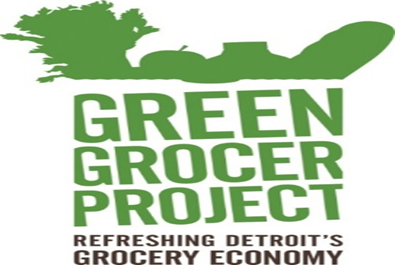 GREEN
GROCER
PROJECT
REFRESHING DETROIT'S
GROCERY ECONOMY